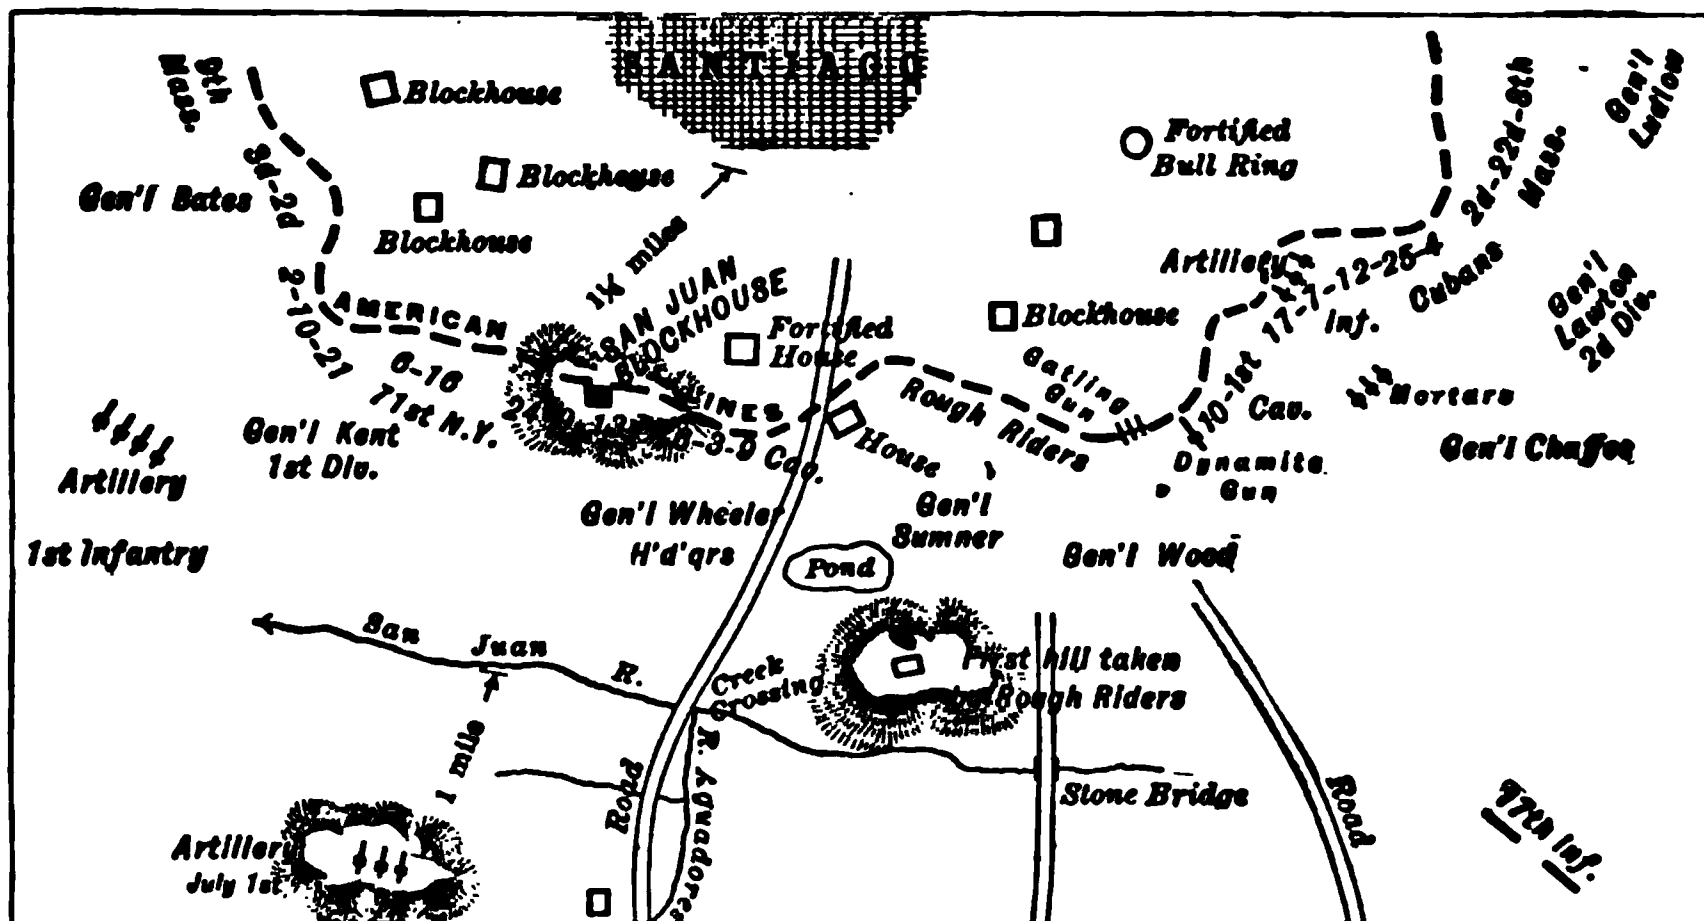 SANTIAGO
9th
Mass.
Blockhouse
Blockhouse
Blockhouse
3d-2d
Gen'l Bates
2-10-21
1¼ miles
SAN JUAN
BLOCKHOUSE
AMERICAN
LINES
6-16
71st N.Y.
Gen'l Kent
1st Div.
Artillery
1st Infantry
Fortified
House
Fortified
Bull Ring
Gen'l
Ludlow
2d-22d-8th
Mass.
Artillery
17-7-12-25-4
Inf.
Cubans
Gen'l
Lawton
2d Div.
Blockhouse
Gatling
Gun
Rough Riders
10-1st
Cav.
Mortars
Gen'l Chaffee
Dynamite
Gun
House
3-9 Cav.
Gen'l Wheeler
H'd'qrs
Gen'l
Sumner
Gen'l Wood
Pond
San Juan R.
Creek
Crossing
First hill taken
by Rough Riders
1 mile
Road
R. Aguadores
Stone Bridge
Road
97th Inf.
Artillery
July 1st